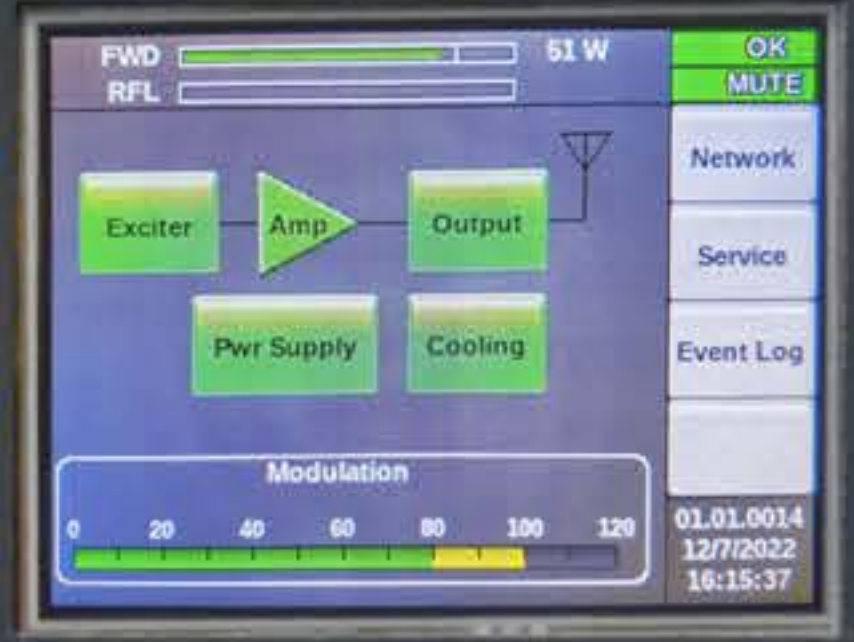 FWD 51 W
RFL
OK
MUTE
Network
Service
Event Log
Exciter
Amp
Output
Pwr Supply
Cooling
Modulation
0 20 40 60 80 100 120
01.01.0014
12/7/2022
16:15:37